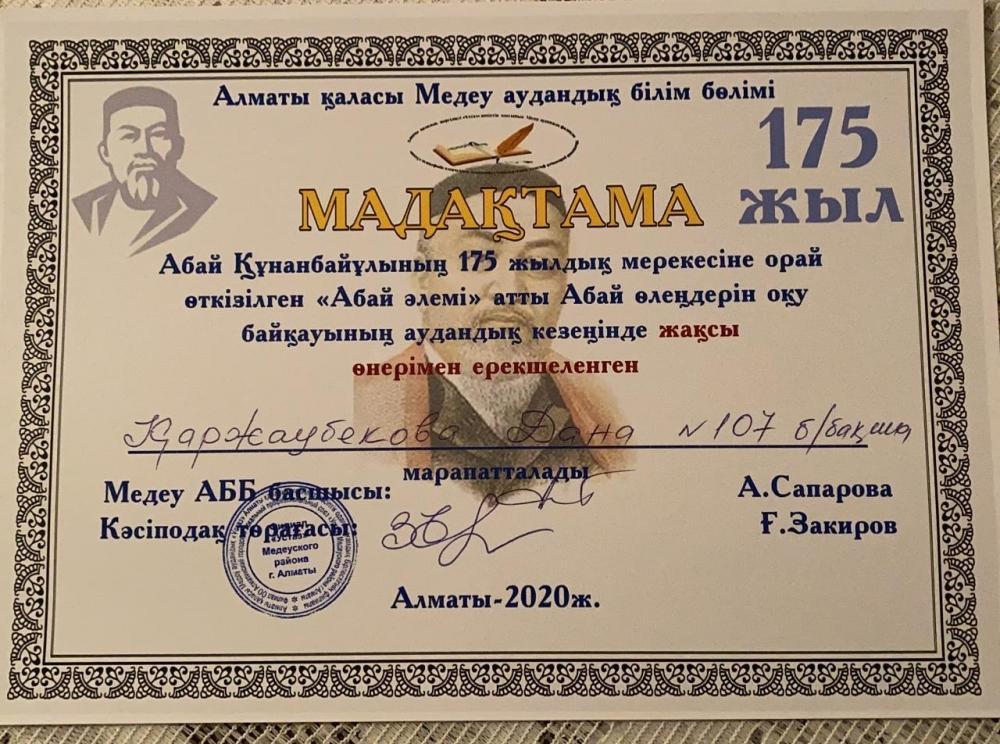 Алматы қаласы Медеу аудандық білім бөлімі
175
жыл
МАДАҚТАМА
Абай Құнанбайұлының 175 жылдық мерекесіне орай
өткізілген «Абай әлемі» атты Абай өлеңдерін оқу
байқауының аудандық кезеңінде жақсы
өнерімен ерекшеленген
Қаржаубекова Дана №107 б/бақша
марапатталады
Медеу АББ басшысы: А.Сапарова
Кәсіподақ төрағасы: Ғ.Закиров
Филиал
Медеуского
района
г. Алматы
Алматы-2020ж.